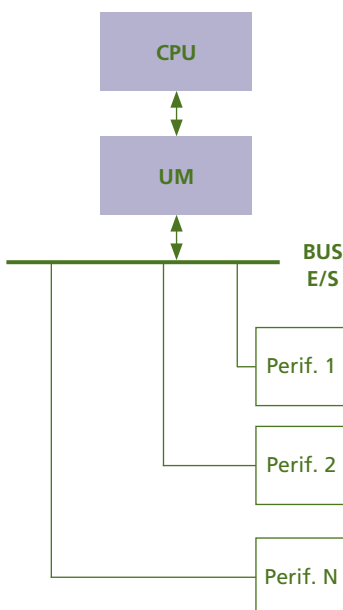 CPU
UM
BUS
E/S
Perif. 1
Perif. 2
Perif. N